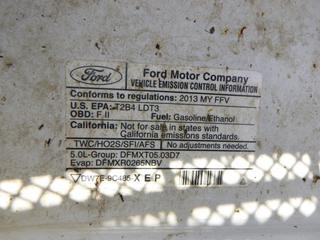 Ford
Ford Motor Company
VEHICLE EMISSION CONTROL INFORMATION
Conforms to regulations: 2013 MY FFV
U.S. EPA: T2B4 LDT3
OBD: F II Fuel: Gasoline/Ethanol
California: Not for sale in states with
California emissions standards.
TWC/HO2S/SFI/AFS No adjustments needed.
5.0L-Group: DFMXT05.03D7
Evap: DFMXR0265NBV
DW7E-9C485- X E P